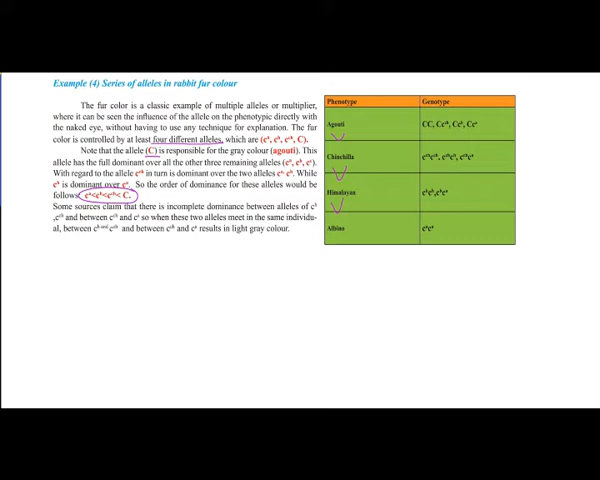 Example (4) Series of alleles in rabbit fur colour
The fur color is a classic example of multiple alleles or multiplier,
where it can be seen the influence of the allele on the phenotypic directly with
the naked eye, without having to use any technique for explanation. The fur
color is controlled by at least four different alleles, which are (cᵃ, cʰ, cᶜʰ, C).
Note that the allele (C) is responsible for the gray colour (agouti). This
allele has the full dominant over all the other three remaining alleles (cʰ, cʰ, cᵃ).
With regard to the allele cᶜʰ in turn is dominant over the two alleles cᵃ, cʰ. While
cʰ is dominant over cᵃ. So the order of dominance for these alleles would be
follows: cᵃ<cʰ<cᶜʰ< C.
Some sources claim that there is incomplete dominance between alleles of cʰ
,cᶜʰ and between cᶜʰ and cᵃ so when these two alleles meet in the same individu-
al, between cʰ ᵃⁿᵈ cᶜʰ and between cᶜʰ and cᵃ results in light gray colour.
Phenotype Genotype
Agouti CC, Ccᶜʰ, Ccʰ, Ccᵃ
Chinchilla cᶜʰcᶜʰ, cᶜʰcʰ, cᶜʰcᵃ
Himalayan cʰcʰ,cʰcᵃ
Albino cᵃcᵃ